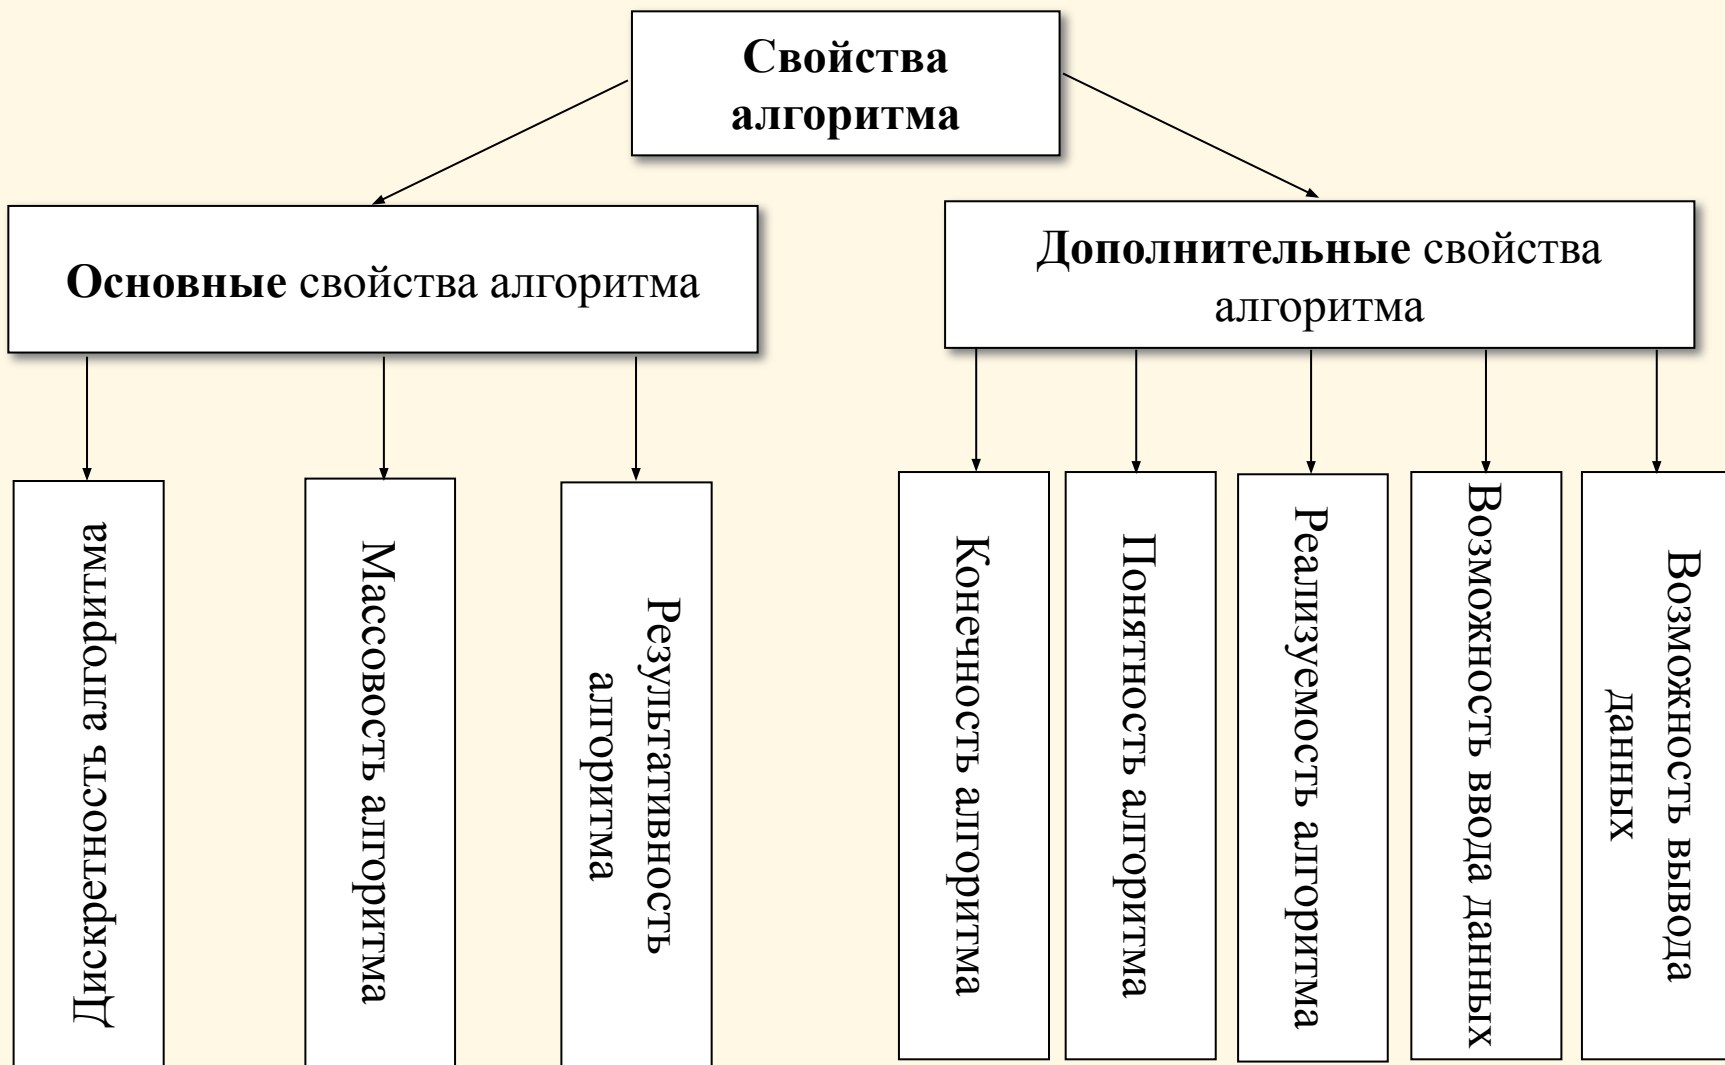 Свойства
алгоритма
Основные свойства алгоритма
Дополнительные свойства
алгоритма
Дискретность алгоритма
Массовость алгоритма
Результативность
алгоритма
Конечность алгоритма
Понятность алгоритма
Реализуемость алгоритма
Возможность ввода данных
Возможность вывода
данных